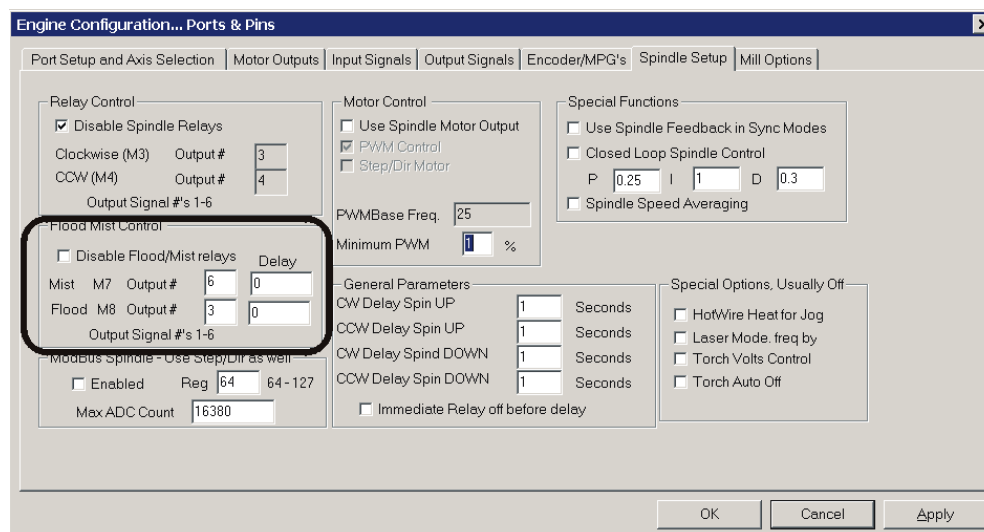 Engine Configuration... Ports & Pins
Port Setup and Axis Selection
Motor Outputs
Input Signals
Output Signals
Encoder/MPG's
Spindle Setup
Mill Options
Relay Control
Disable Spindle Relays
Clockwise (M3) Output # 3
CCW (M4) Output # 4
Output Signal #'s 1-6
Flood Mist Control
Disable Flood/Mist relays Delay
Mist M7 Output # 6 0
Flood M8 Output # 3 0
Output Signal #'s 1-6
ModBus Spindle - Use Step/Dir as well
Enabled Reg 64 64 - 127
Max ADC Count 16380
Motor Control
Use Spindle Motor Output
PWM Control
Step/Dir Motor
PWMBase Freq. 25
Minimum PWM 1 %
General Parameters
CW Delay Spin UP 1 Seconds
CCW Delay Spin UP 1 Seconds
CW Delay Spind DOWN 1 Seconds
CCW Delay Spin DOWN 1 Seconds
Immediate Relay off before delay
Special Functions
Use Spindle Feedback in Sync Modes
Closed Loop Spindle Control
P 0.25 I 1 D 0.3
Spindle Speed Averaging
Special Options, Usually Off
HotWire Heat for Jog
Laser Mode. freq by
Torch Volts Control
Torch Auto Off
OK
Cancel
Apply